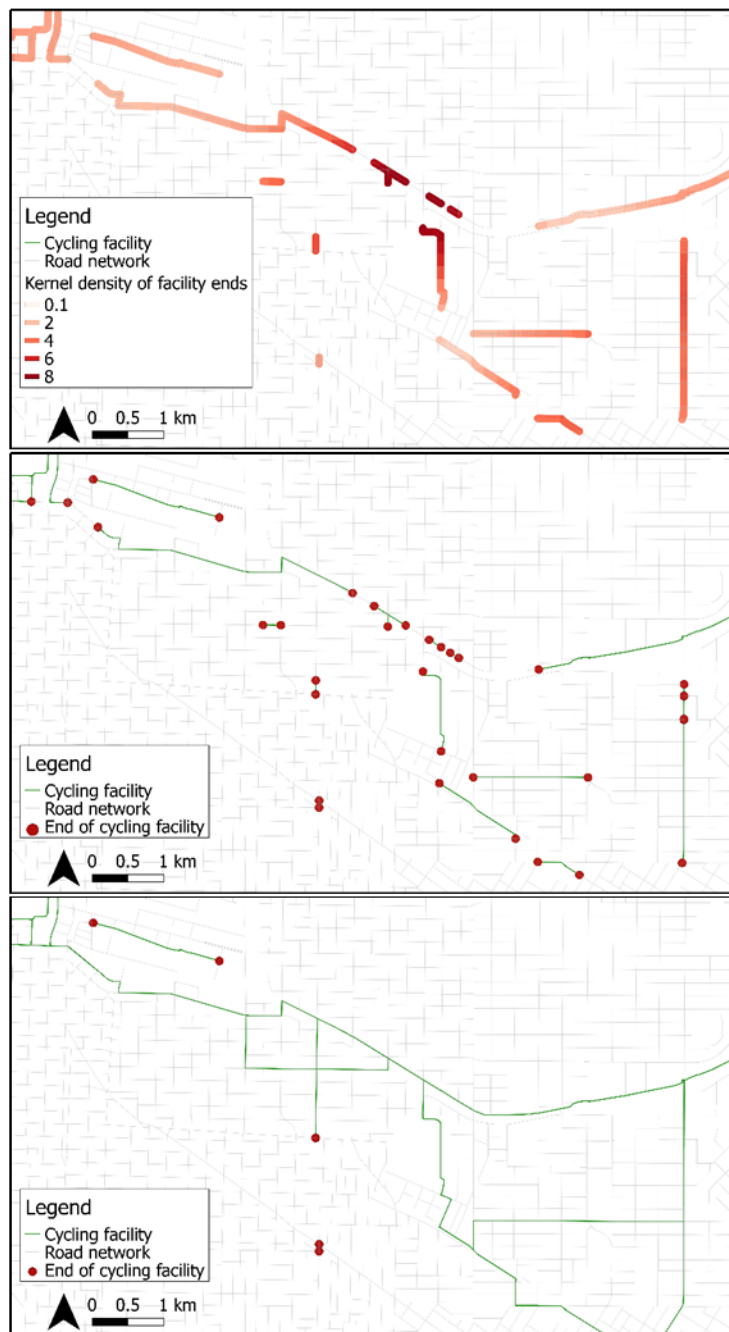 Legend
Cycling facility
Road network
Kernel density of facility ends
0.1
2
4
6
8
0 0.5 1 km
Legend
Cycling facility
Road network
End of cycling facility
0 0.5 1 km
Legend
Cycling facility
Road network
End of cycling facility
0 0.5 1 km